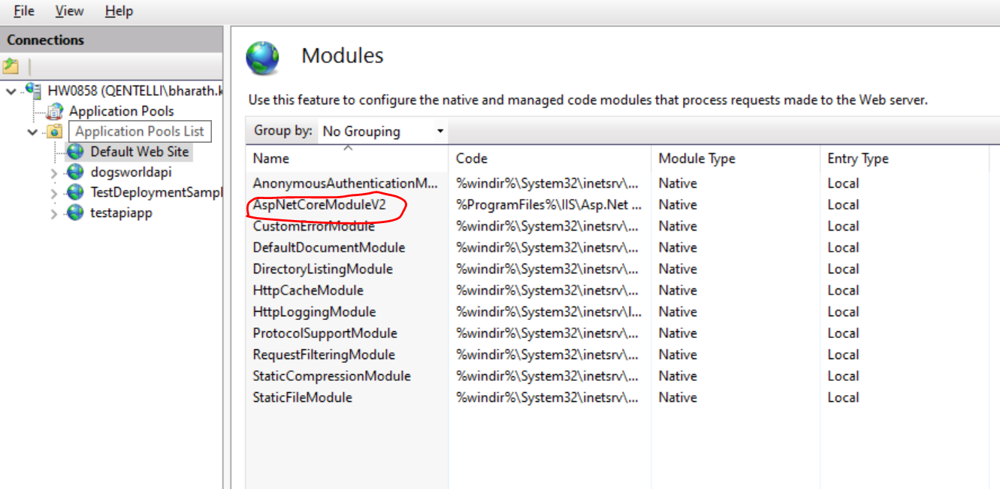 File View Help
Connections
HW0858 (QENTELLI\bharath.k
Application Pools
Application Pools List
Default Web Site
dogsworldapi
TestDeploymentSampl
testapiapp
Modules
Use this feature to configure the native and managed code modules that process requests made to the Web server.
Group by: No Grouping
Name Code Module Type Entry Type
AnonymousAuthenticationM... %windir%\System32\inetsrv\... Native Local
AspNetCoreModuleV2 %ProgramFiles%\IIS\Asp.Net ... Native Local
CustomErrorModule %windir%\System32\inetsrv\... Native Local
DefaultDocumentModule %windir%\System32\inetsrv\... Native Local
DirectoryListingModule %windir%\System32\inetsrv\... Native Local
HttpCacheModule %windir%\System32\inetsrv\... Native Local
HttpLoggingModule %windir%\System32\inetsrv\l... Native Local
ProtocolSupportModule %windir%\System32\inetsrv\... Native Local
RequestFilteringModule %windir%\System32\inetsrv\... Native Local
StaticCompressionModule %windir%\System32\inetsrv\... Native Local
StaticFileModule %windir%\System32\inetsrv\... Native Local